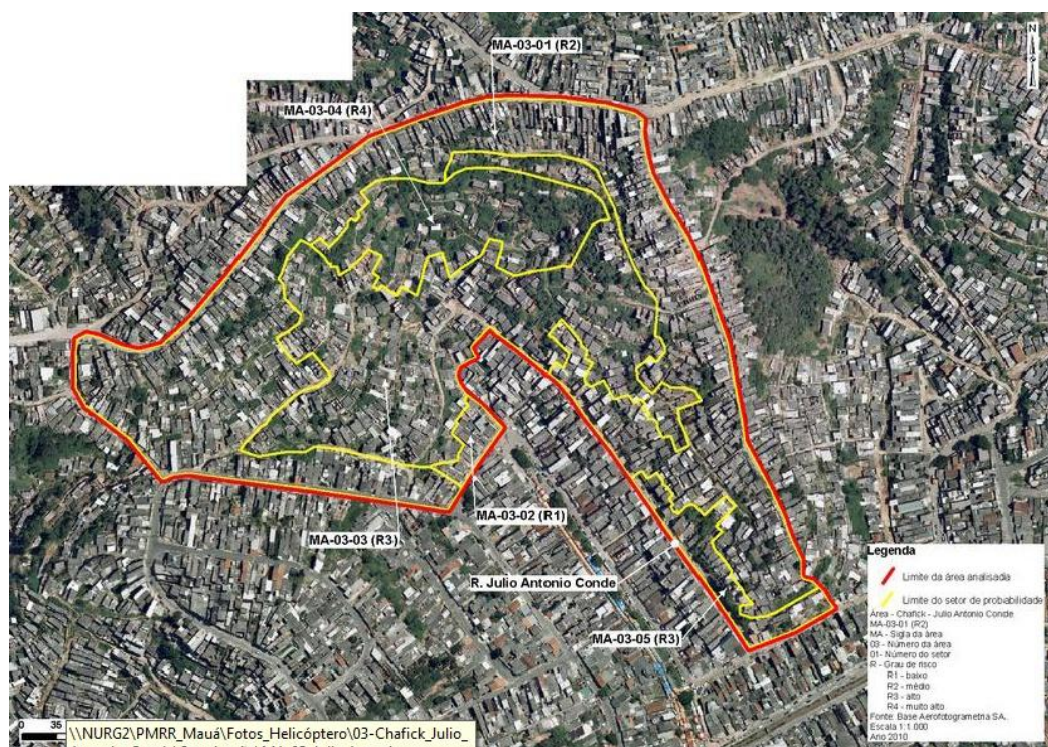 MA-03-01 (R2)
N
MA-03-04 (R4)
MA-03-02 (R1)
MA-03-03 (R3)
R. Julio Antonio Conde
MA-03-05 (R3)
Legenda
Limite da área analisada
Limite do setor de probabilidade
Área - Chafick - Julio Antonio Conde
MA-03-01 (R2)
MA - Sigla da área
03 - Número da área
01- Número do setor
R - Grau de risco
R1 - baixo
R2 - médio
R3 - alto
R4 - muito alto
Fonte: Base Aerofotogrametria SA.
Escala 1:1.000
Ano 2010
0 35
\\NURG2\PMRR_Mauá\Fotos_Helicóptero\03-Chafick_Julio_